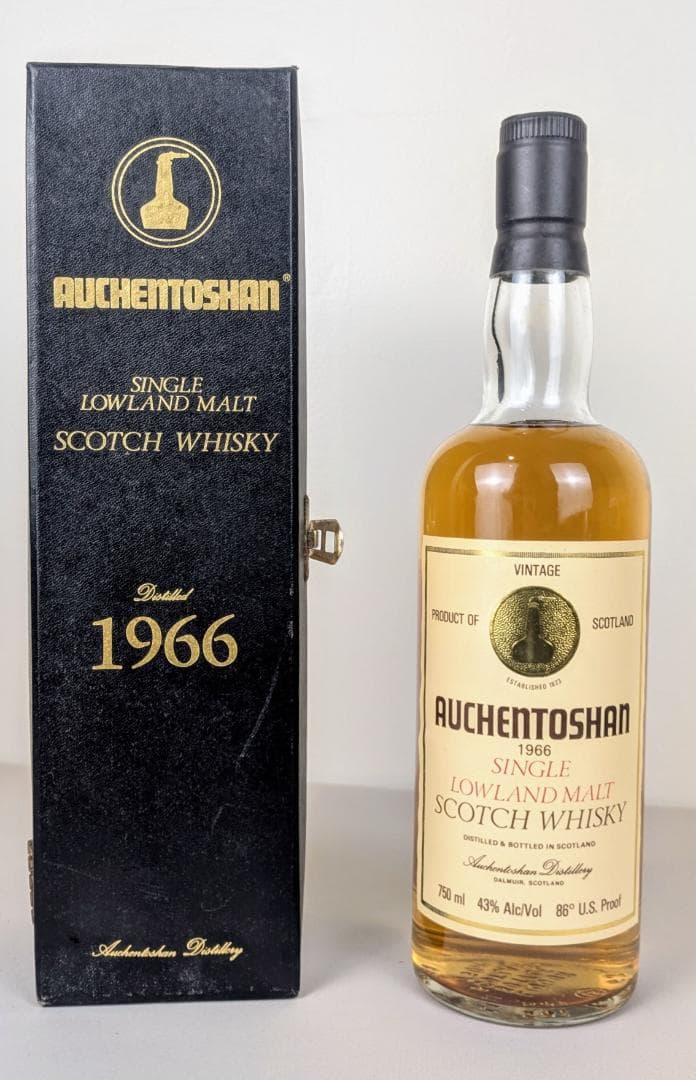 AUCHENTOSHAN®
SINGLE
LOWLAND MALT
SCOTCH WHISKY
Distilled
1966
Auchentoshan Distillery
VINTAGE
PRODUCT OF SCOTLAND
ESTABLISHED 1823
AUCHENTOSHAN
1966
SINGLE
LOWLAND MALT
SCOTCH WHISKY
DISTILLED & BOTTLED IN SCOTLAND
Auchentoshan Distillery
DALMUIR, SCOTLAND
750 ml 43% Alc/Vol 86° U.S. Proof